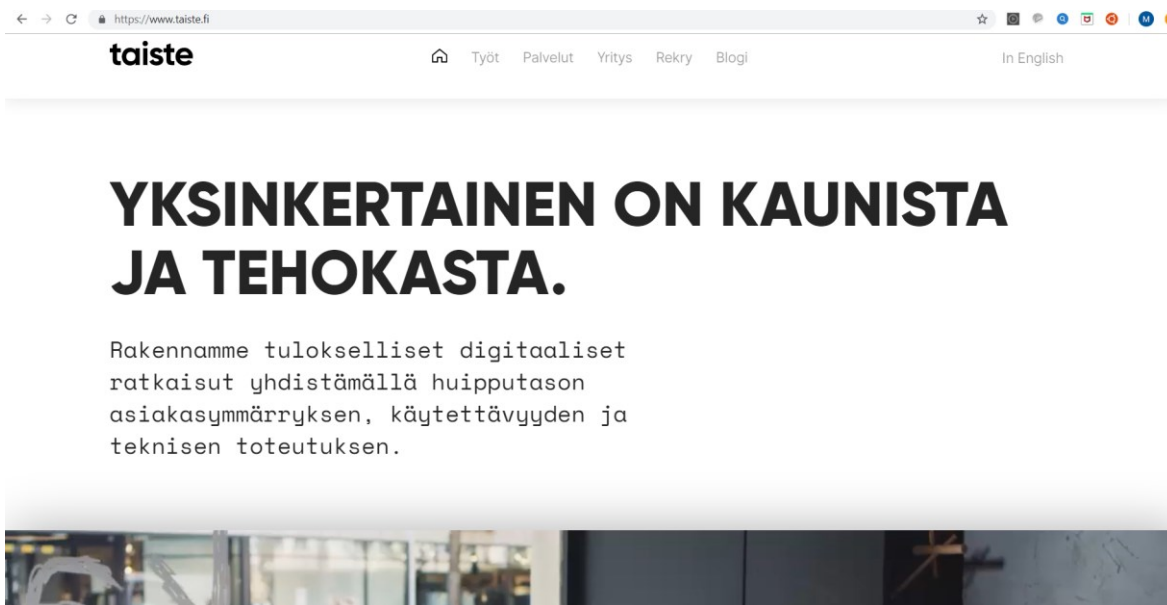 https://www.taiste.fi
M
taiste
Työt Palvelut Yritys Rekry Blogi
In English
YKSINKERTAINEN ON KAUNISTA
JA TEHOKASTA.
Rakennamme tulokselliset digitaaliset
ratkaisut yhdistämällä huipputason
asiakasymmärryksen, käytettävyyden ja
teknisen toteutuksen.